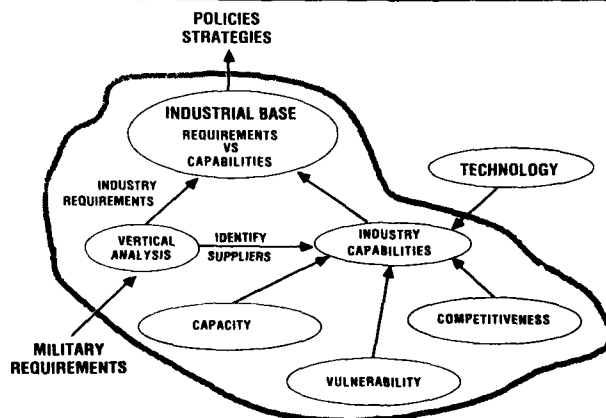 POLICIES
STRATEGIES
INDUSTRIAL BASE
REQUIREMENTS
VS
CAPABILITIES
TECHNOLOGY
INDUSTRY
REQUIREMENTS
VERTICAL
ANALYSIS
IDENTIFY
SUPPLIERS
INDUSTRY
CAPABILITIES
CAPACITY
COMPETITIVENESS
MILITARY
REQUIREMENTS
VULNERABILITY